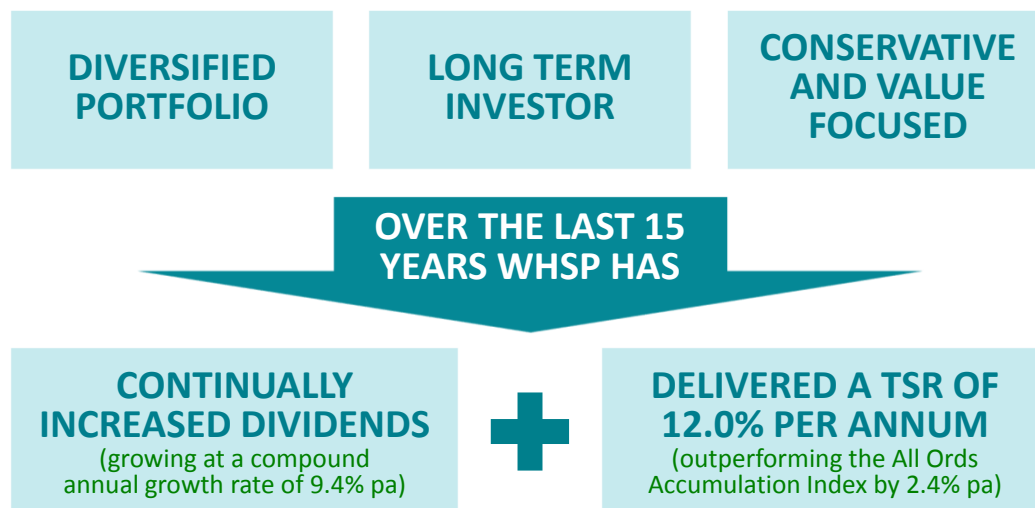 DIVERSIFIED
PORTFOLIO
LONG TERM
INVESTOR
CONSERVATIVE
AND VALUE
FOCUSED
OVER THE LAST 15
YEARS WHSP HAS
CONTINUALLY
INCREASED DIVIDENDS
(growing at a compound
annual growth rate of 9.4% pa)
DELIVERED A TSR OF
12.0% PER ANNUM
(outperforming the All Ords
Accumulation Index by 2.4% pa)